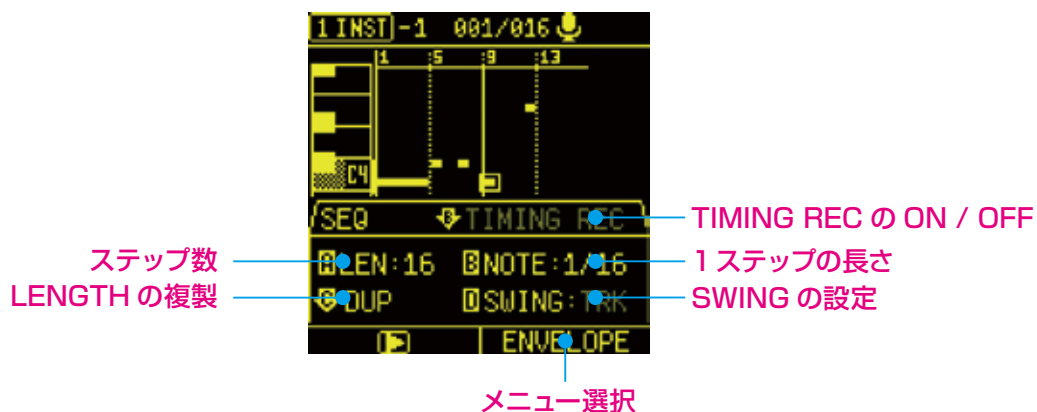 1 INST -1 001/016
1 :5 :9 :13
C4
SEQ B TIMING REC
TIMING REC の ON / OFF
ステップ数
A LEN:16 B NOTE:1/16
1ステップの長さ
LENGTH の複製
C DUP D SWING:TRK
SWING の設定
ENVELOPE
メニュー選択